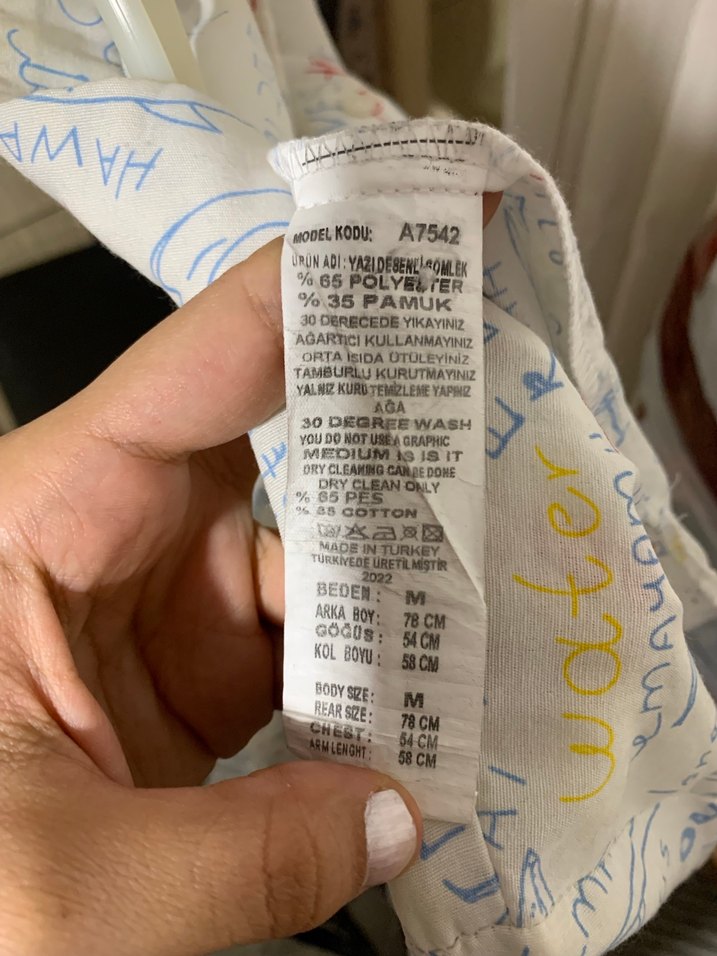 HAWA
MODEL KODU: A7542
ÜRÜN ADI: YAZI DESENLİ GÖMLEK
% 65 POLYESTER
% 35 PAMUK
30 DERECEDE YIKAYINIZ
AĞARTICI KULLANMAYINIZ
ORTA ISIDA ÜTÜLEYİNİZ
TAMBURLU KURUTMAYINIZ
YALNIZ KURU TEMİZLEME YAPINIZ
AĞA
30 DEGREE WASH
YOU DO NOT USE A GRAPHIC
MEDIUM IS IS IT
DRY CLEANING CAN BE DONE
DRY CLEAN ONLY
% 65 PES
% 35 COTTON
MADE IN TURKEY
TÜRKİYEDE ÜRETİLMİŞTİR
2022
BEDEN : M
ARKA BOY: 78 CM
GÖĞÜS : 54 CM
KOL BOYU : 58 CM
BODY SIZE: M
REAR SIZE: 78 CM
CHEST: 54 CM
ARM LENGHT: 58 CM
water